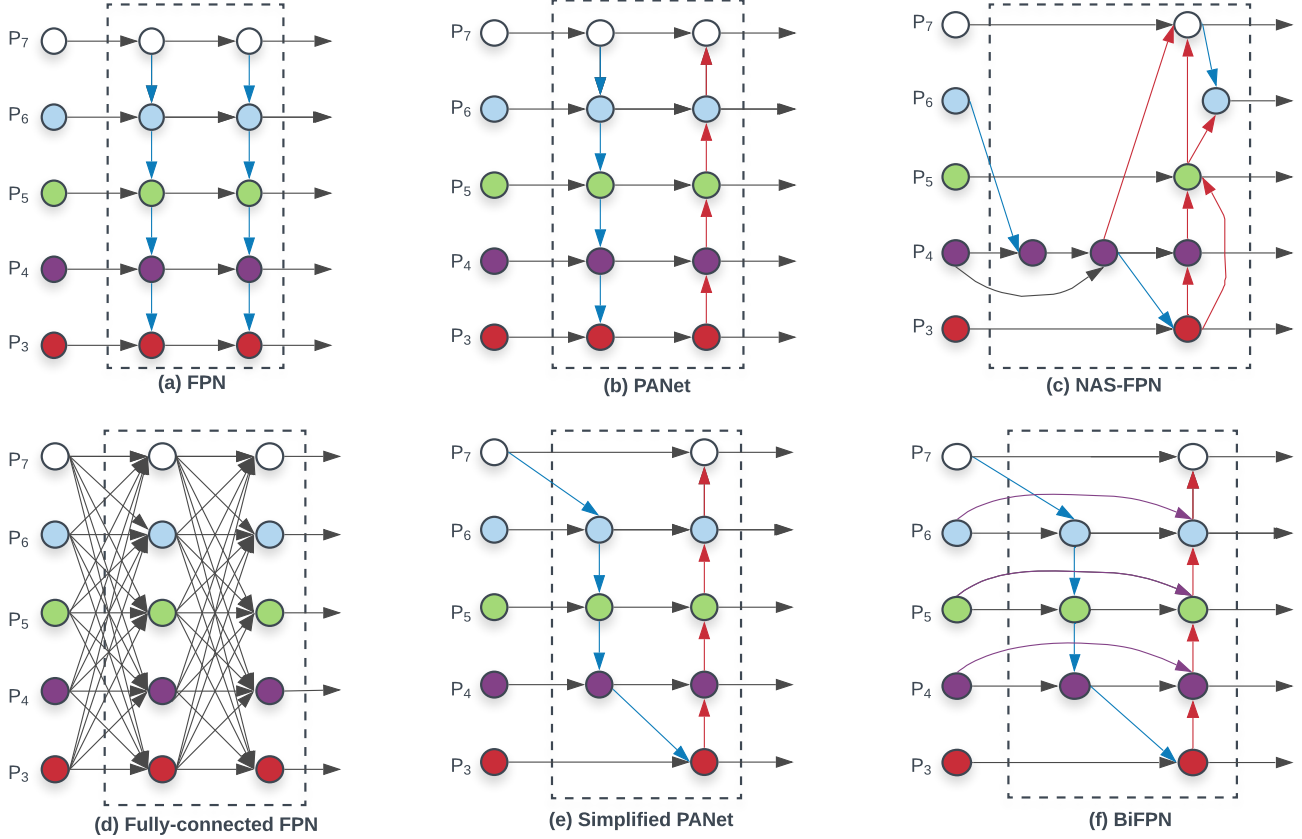 P7
P6
P5
P4
P3
(a) FPN
P7
P6
P5
P4
P3
(b) PANet
P7
P6
P5
P4
P3
(c) NAS-FPN
P7
P6
P5
P4
P3
(d) Fully-connected FPN
P7
P6
P5
P4
P3
(e) Simplified PANet
P7
P6
P5
P4
P3
(f) BiFPN